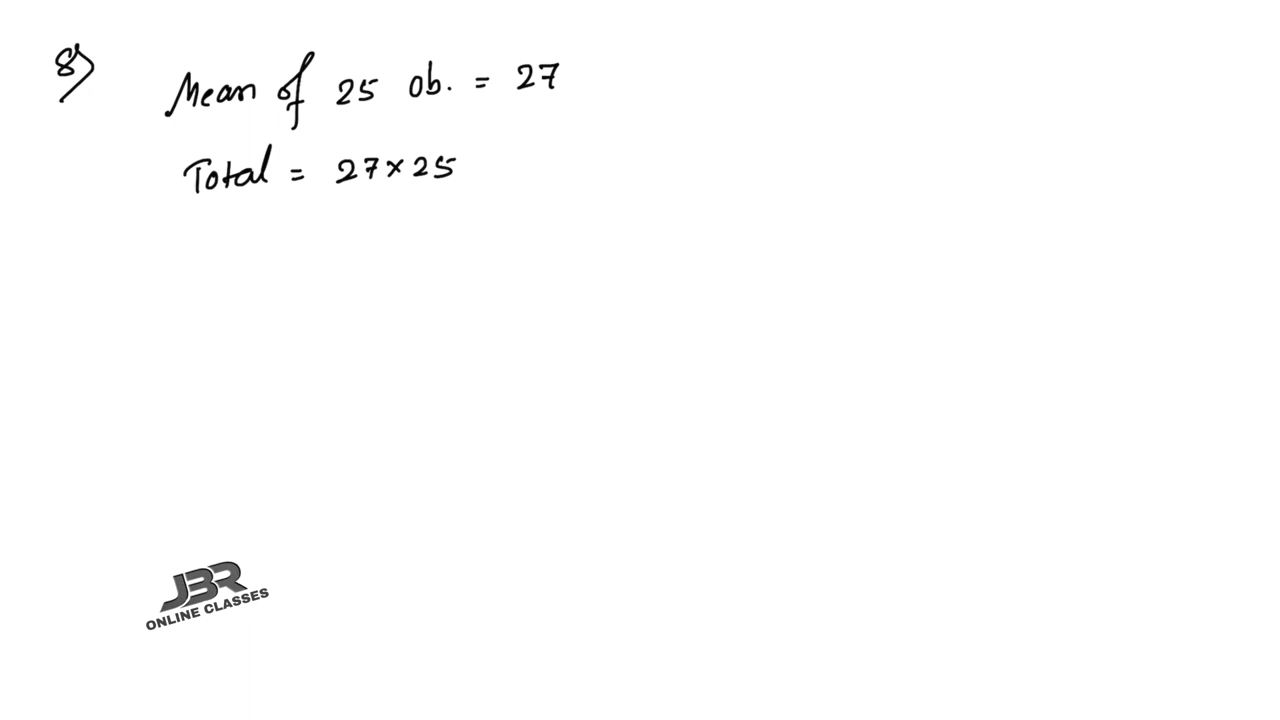 8)
Mean of 25 ob. = 27
Total = 27 × 25
JBR
ONLINE CLASSES